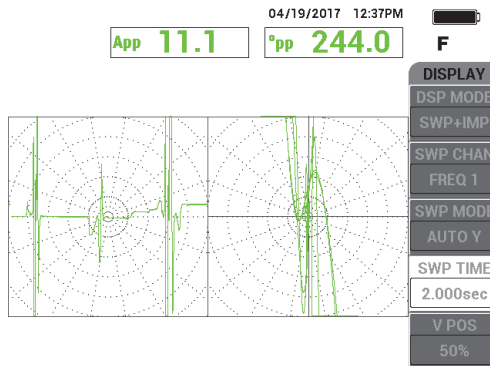 04/19/2017 12:37PM
App 11.1
°pp 244.0
F
DISPLAY
DSP MODE
SWP+IMP
SWP CHAN
FREQ 1
SWP MODE
AUTO Y
SWP TIME
2.000sec
V POS
50%